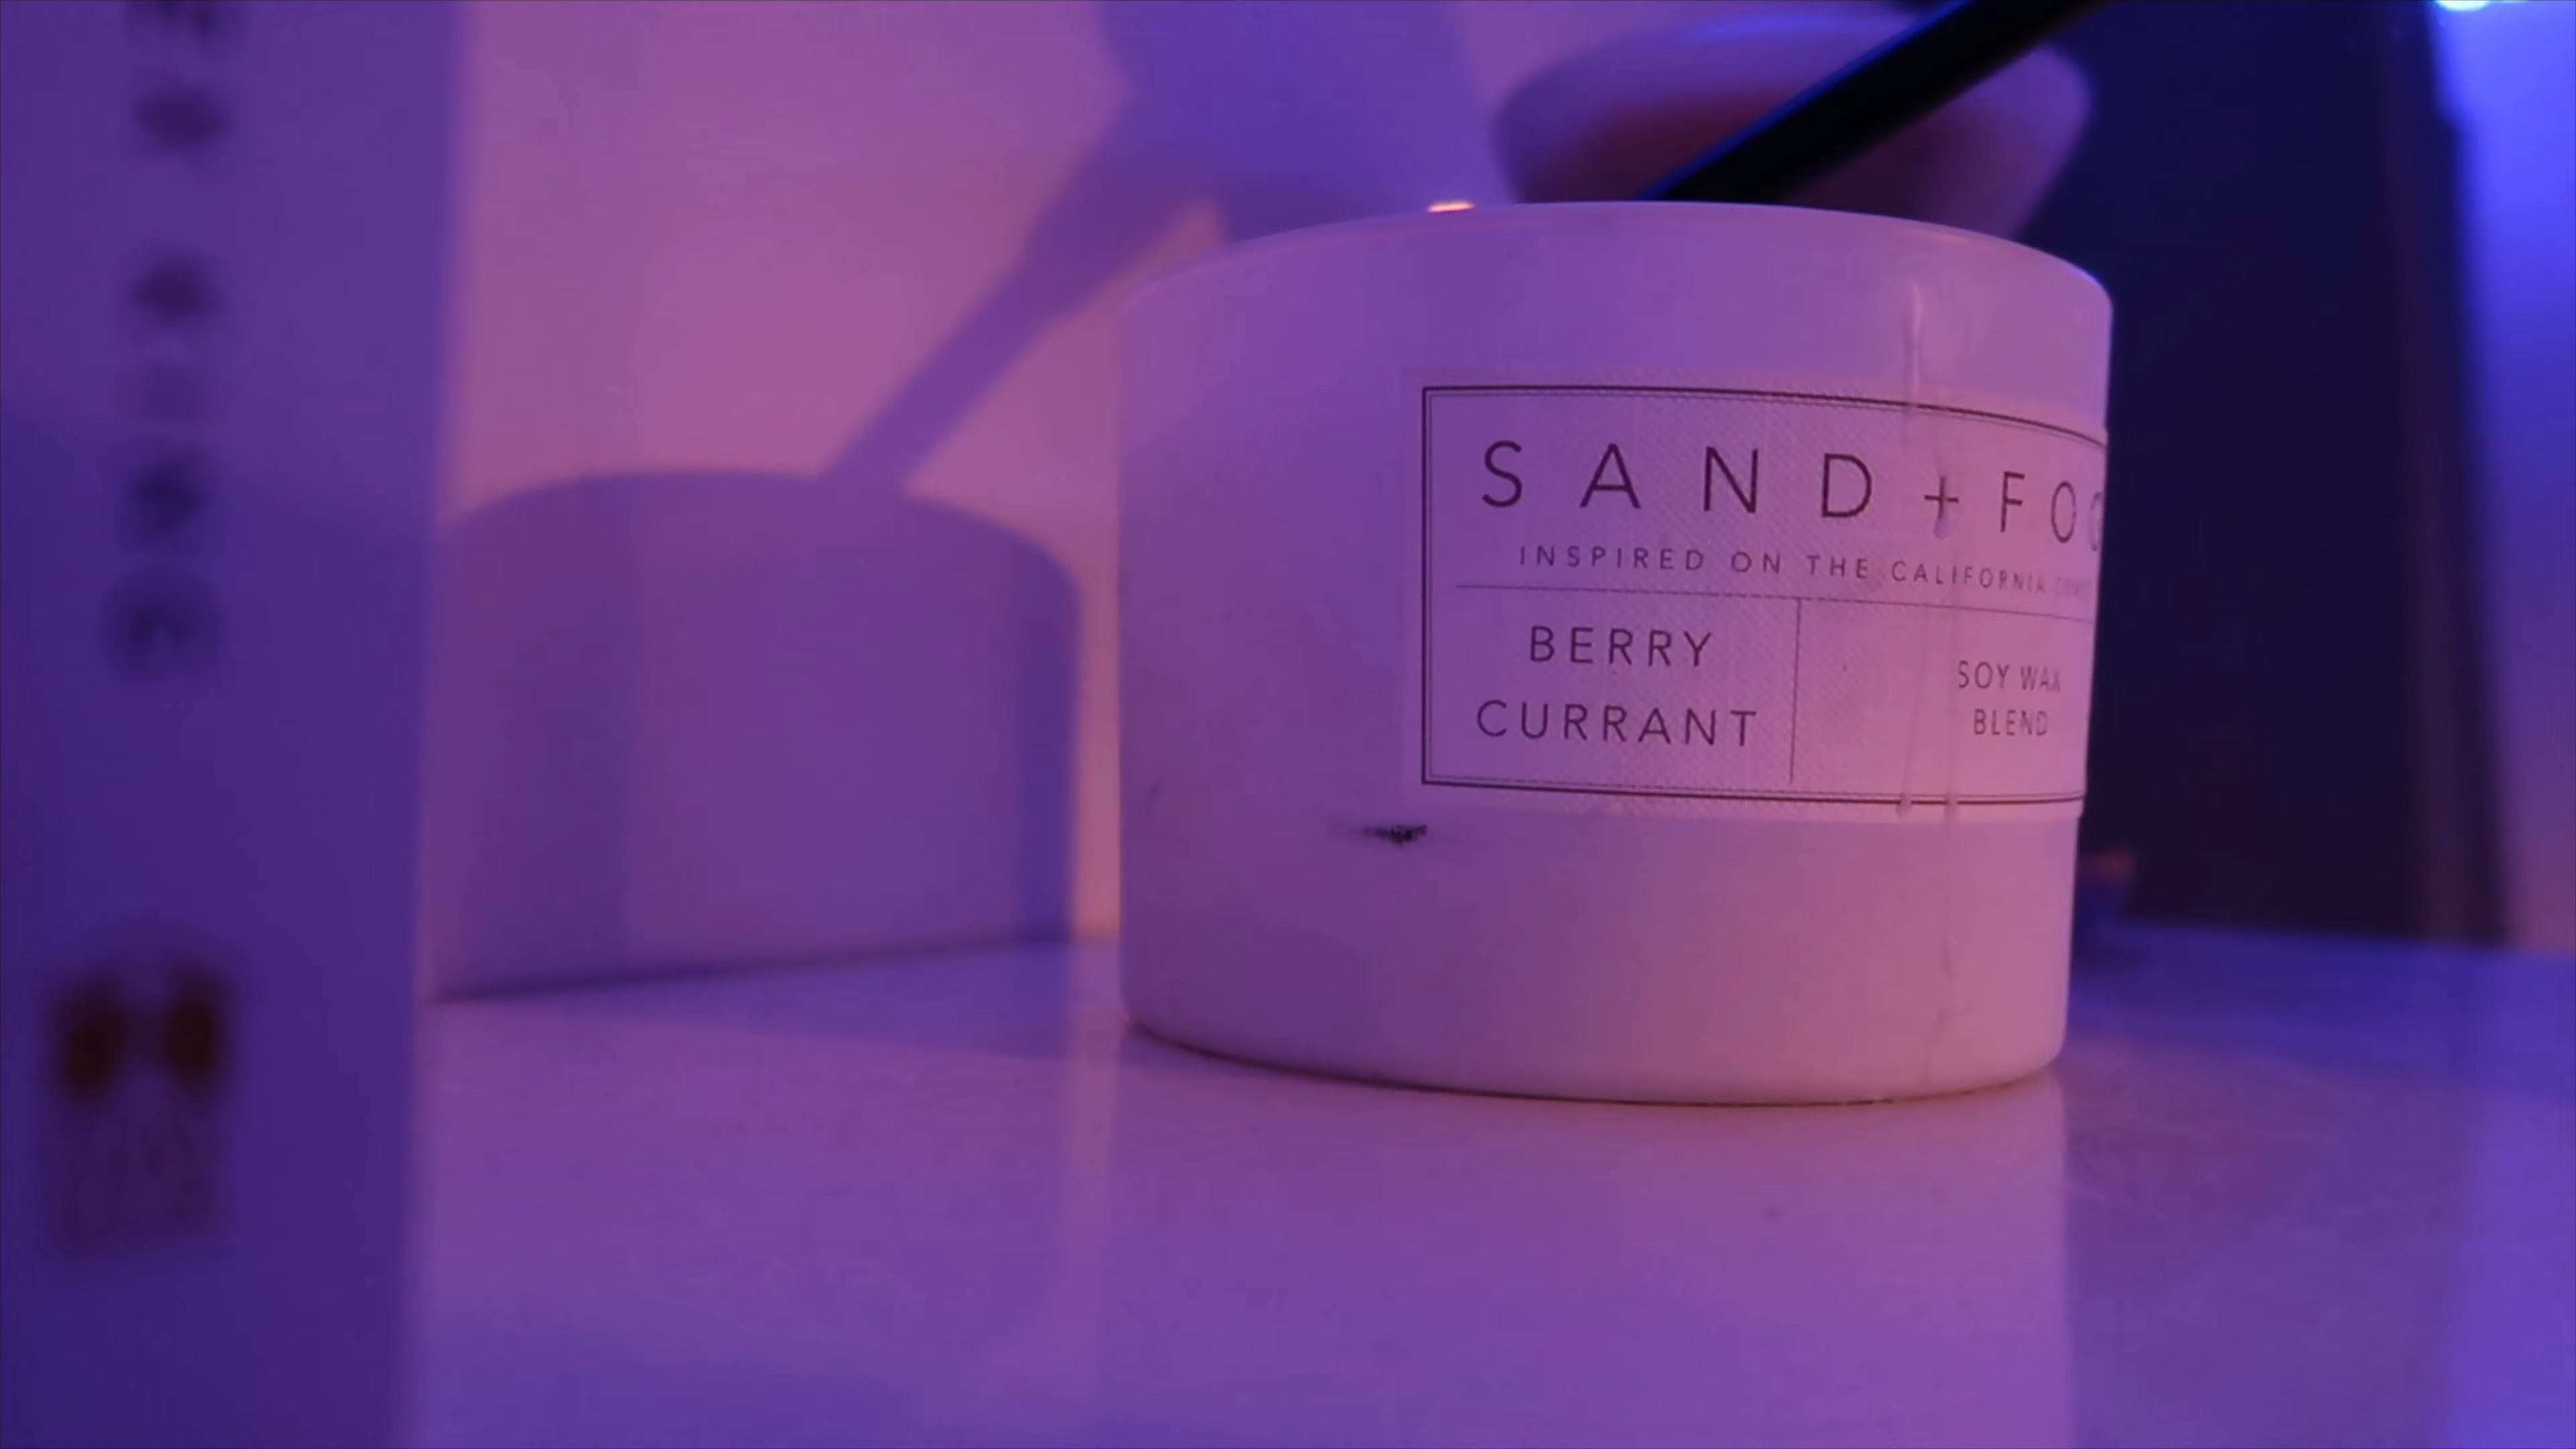 SAND + FO
INSPIRED ON THE CALIFORNIA
BERRY
CURRANT
SOY WAX
BLEND